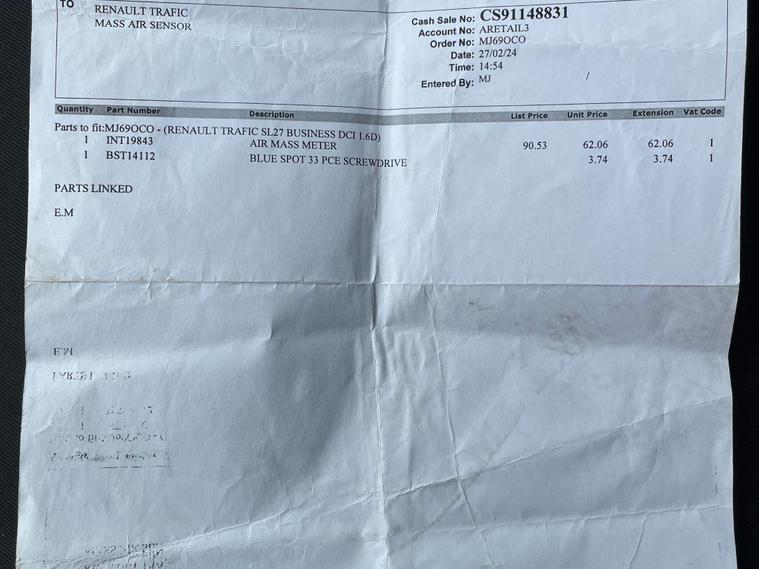 TO
RENAULT TRAFIC
MASS AIR SENSOR
Cash Sale No: CS91148831
Account No: ARETAIL3
Order No: MJ69OCO
Date: 27/02/24
Time: 14:54
Entered By: MJ /
Quantity Part Number Description List Price Unit Price Extension Vat Code
Parts to fit:MJ69OCO - (RENAULT TRAFIC SL27 BUSINESS DCI 1.6D)
1 INT19843 AIR MASS METER 90.53 62.06 62.06 1
1 BST14112 BLUE SPOT 33 PCE SCREWDRIVE 3.74 3.74 1
PARTS LINKED
E.M
E.M